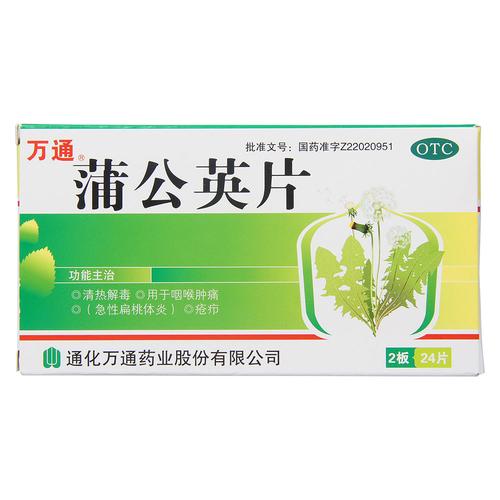 万通®
批准文号：国药准字Z22020951
OTC
蒲公英片
功能主治
◎清热解毒 ◎用于咽喉肿痛
◎（急性扁桃体炎）◎疮疖
通化万通药业股份有限公司
2板·24片